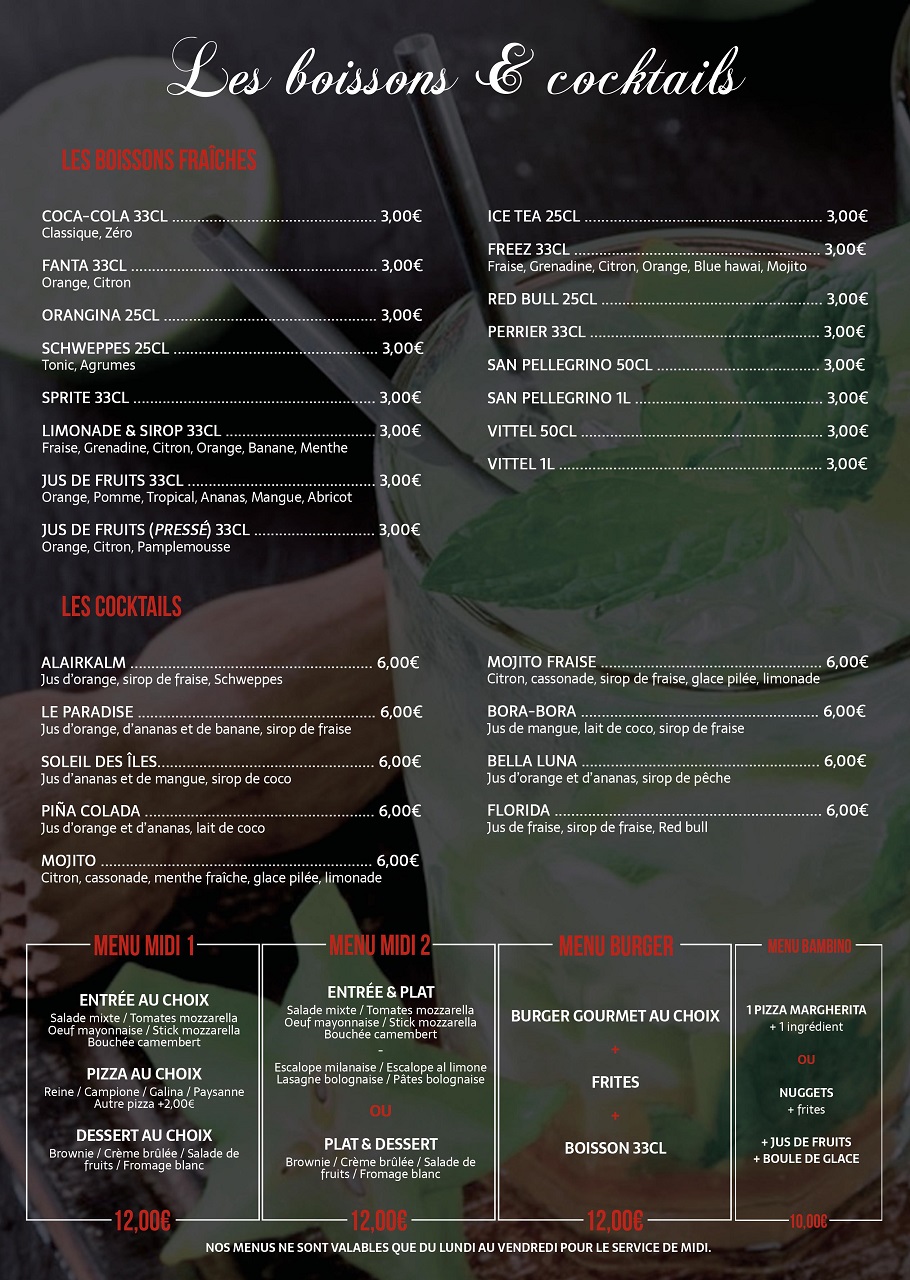 Les boissons & cocktails
LES BOISSONS FRAÎCHES
COCA-COLA 33CL ................................................ 3,00€
Classique, Zéro
FANTA 33CL .......................................................... 3,00€
Orange, Citron
ORANGINA 25CL ................................................... 3,00€
SCHWEPPES 25CL ................................................ 3,00€
Tonic, Agrumes
SPRITE 33CL .......................................................... 3,00€
LIMONADE & SIROP 33CL .................................... 3,00€
Fraise, Grenadine, Citron, Orange, Banane, Menthe
JUS DE FRUITS 33CL ............................................. 3,00€
Orange, Pomme, Tropical, Ananas, Mangue, Abricot
JUS DE FRUITS (PRESSÉ) 33CL ............................. 3,00€
Orange, Citron, Pamplemousse
ICE TEA 25CL ......................................................... 3,00€
FREEZ 33CL ........................................................... 3,00€
Fraise, Grenadine, Citron, Orange, Blue hawai, Mojito
RED BULL 25CL ..................................................... 3,00€
PERRIER 33CL ....................................................... 3,00€
SAN PELLEGRINO 50CL ....................................... 3,00€
SAN PELLEGRINO 1L ............................................ 3,00€
VITTEL 50CL .......................................................... 3,00€
VITTEL 1L ............................................................... 3,00€
LES COCKTAILS
ALAIRKALM .......................................................... 6,00€
Jus d'orange, sirop de fraise, Schweppes
LE PARADISE ......................................................... 6,00€
Jus d'orange, d'ananas et de banane, sirop de fraise
SOLEIL DES ÎLES.................................................... 6,00€
Jus d'ananas et de mangue, sirop de coco
PIÑA COLADA ....................................................... 6,00€
Jus d'orange et d'ananas, lait de coco
MOJITO ................................................................. 6,00€
Citron, cassonade, menthe fraîche, glace pilée, limonade
MOJITO FRAISE ..................................................... 6,00€
Citron, cassonade, sirop de fraise, glace pilée, limonade
BORA-BORA .......................................................... 6,00€
Jus de mangue, lait de coco, sirop de fraise
BELLA LUNA .......................................................... 6,00€
Jus d'orange et d'ananas, sirop de pêche
FLORIDA ................................................................ 6,00€
Jus de fraise, sirop de fraise, Red bull
MENU MIDI 1
ENTRÉE AU CHOIX
Salade mixte / Tomates mozzarella
Oeuf mayonnaise / Stick mozzarella
Bouchée camembert
PIZZA AU CHOIX
Reine / Campione / Galina / Paysanne
Autre pizza +2,00€
DESSERT AU CHOIX
Brownie / Crème brûlée / Salade de
fruits / Fromage blanc
12,00€
MENU MIDI 2
ENTRÉE & PLAT
Salade mixte / Tomates mozzarella
Oeuf mayonnaise / Stick mozzarella
Bouchée camembert
-
Escalope milanaise / Escalope al limone
Lasagne bolognaise / Pâtes bolognaise
OU
PLAT & DESSERT
Brownie / Crème brûlée / Salade de
fruits / Fromage blanc
12,00€
MENU BURGER
BURGER GOURMET AU CHOIX
+
FRITES
+
BOISSON 33CL
12,00€
MENU BAMBINO
1 PIZZA MARGHERITA
+ 1 ingrédient
OU
NUGGETS
+ frites
+ JUS DE FRUITS
+ BOULE DE GLACE
10,00€
NOS MENUS NE SONT VALABLES QUE DU LUNDI AU VENDREDI POUR LE SERVICE DE MIDI.